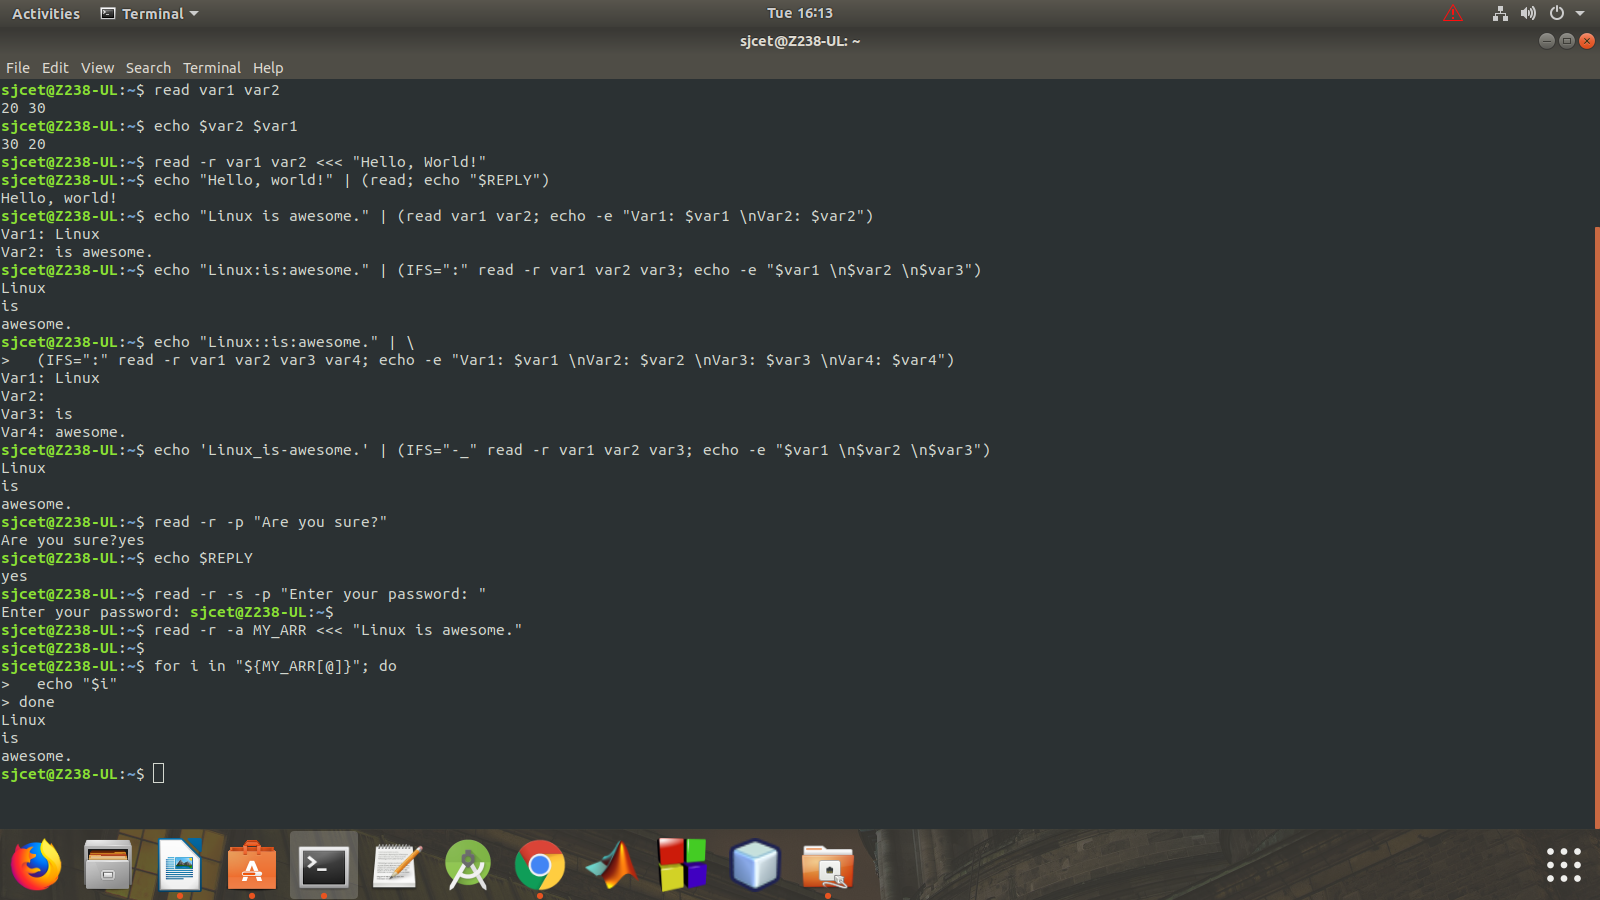 Activities Terminal Tue 16:13
sjcet@Z238-UL: ~
File Edit View Search Terminal Help
sjcet@Z238-UL:~$ read var1 var2
20 30
sjcet@Z238-UL:~$ echo $var2 $var1
30 20
sjcet@Z238-UL:~$ read -r var1 var2 <<< "Hello, World!"
sjcet@Z238-UL:~$ echo "Hello, world!" | (read; echo "$REPLY")
Hello, world!
sjcet@Z238-UL:~$ echo "Linux is awesome." | (read var1 var2; echo -e "Var1: $var1 \nVar2: $var2")
Var1: Linux
Var2: is awesome.
sjcet@Z238-UL:~$ echo "Linux:is:awesome." | (IFS=":" read -r var1 var2 var3; echo -e "$var1 \n$var2 \n$var3")
Linux
is
awesome.
sjcet@Z238-UL:~$ echo "Linux::is:awesome." | \
>   (IFS=":" read -r var1 var2 var3 var4; echo -e "Var1: $var1 \nVar2: $var2 \nVar3: $var3 \nVar4: $var4")
Var1: Linux
Var2:
Var3: is
Var4: awesome.
sjcet@Z238-UL:~$ echo 'Linux_is-awesome.' | (IFS="-_" read -r var1 var2 var3; echo -e "$var1 \n$var2 \n$var3")
Linux
is
awesome.
sjcet@Z238-UL:~$ read -r -p "Are you sure?"
Are you sure?yes
sjcet@Z238-UL:~$ echo $REPLY
yes
sjcet@Z238-UL:~$ read -r -s -p "Enter your password: "
Enter your password: sjcet@Z238-UL:~$
sjcet@Z238-UL:~$ read -r -a MY_ARR <<< "Linux is awesome."
sjcet@Z238-UL:~$
sjcet@Z238-UL:~$ for i in "${MY_ARR[@]}"; do
>   echo "$i"
> done
Linux
is
awesome.
sjcet@Z238-UL:~$